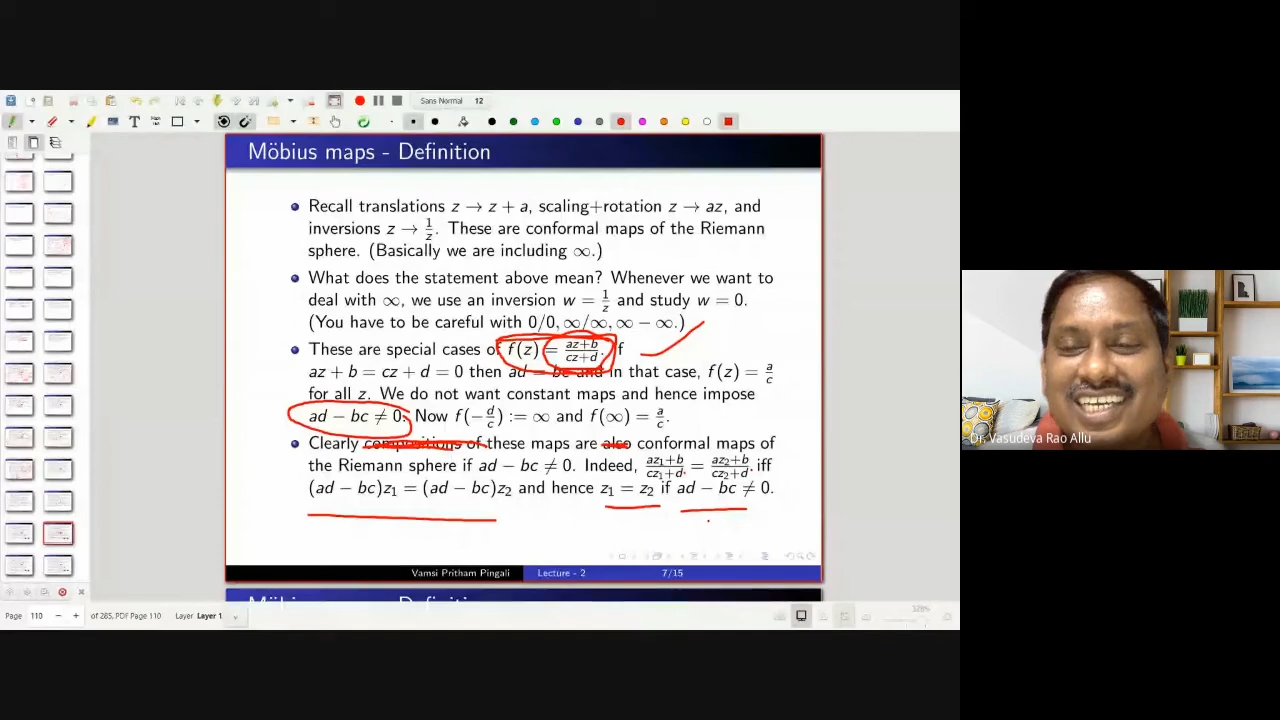 Sans Normal 12
Möbius maps - Definition
Recall translations z → z + a, scaling+rotation z → az, and
inversions z → 1/z. These are conformal maps of the Riemann
sphere. (Basically we are including ∞.)
What does the statement above mean? Whenever we want to
deal with ∞, we use an inversion w = 1/z and study w = 0.
(You have to be careful with 0/0, ∞/∞, ∞ − ∞.)
These are special cases of f(z) = az+b/cz+d. If
az + b = cz + d = 0 then ad = bc and in that case, f(z) = a/c
for all z. We do not want constant maps and hence impose
ad − bc ≠ 0. Now f(−d/c) := ∞ and f(∞) = a/c.
Clearly compositions of these maps are also conformal maps of
the Riemann sphere if ad − bc ≠ 0. Indeed, az₁+b/cz₁+d = az₂+b/cz₂+d iff
(ad − bc)z₁ = (ad − bc)z₂ and hence z₁ = z₂ if ad − bc ≠ 0.
Vamsi Pritham Pingali Lecture - 2 7/15
Möbius maps - Definition
Page 110 of 285, PDF Page 110 Layer Layer 1 328%
Dr. Vasudeva Rao Allu